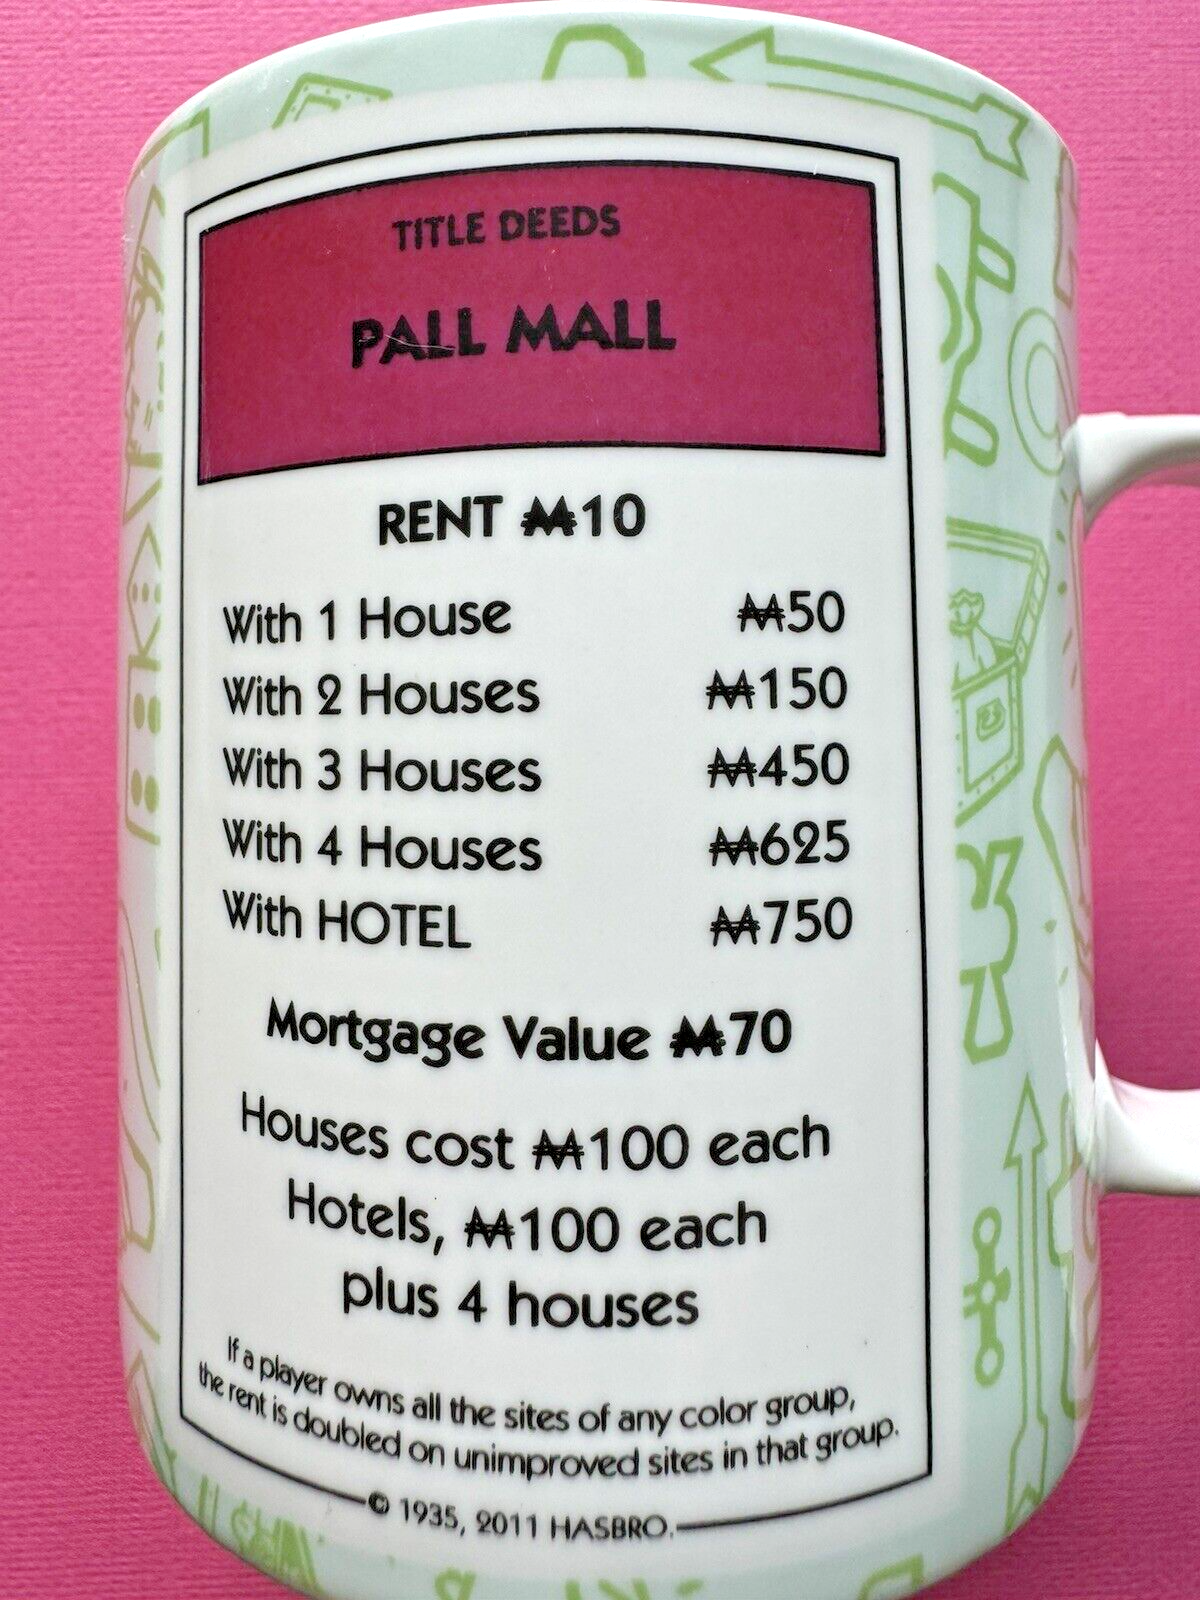 TITLE DEEDS
PALL MALL
RENT ₩10
With 1 House ₩50
With 2 Houses ₩150
With 3 Houses ₩450
With 4 Houses ₩625
With HOTEL ₩750
Mortgage Value ₩70
Houses cost ₩100 each
Hotels, ₩100 each
plus 4 houses
If a player owns all the sites of any color group,
the rent is doubled on unimproved sites in that group.
© 1935, 2011 HASBRO.